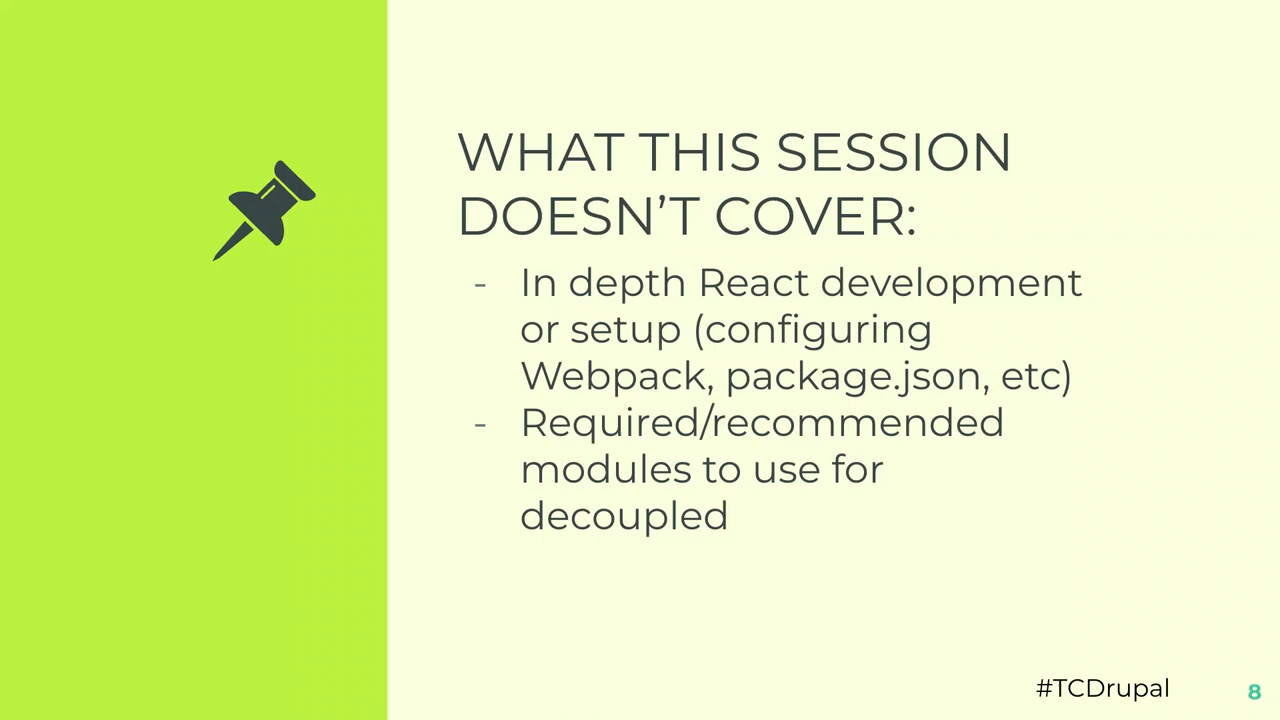 WHAT THIS SESSION
DOESN’T COVER:
- In depth React development
or setup (configuring
Webpack, package.json, etc)
- Required/recommended
modules to use for
decoupled
#TCDrupal
8